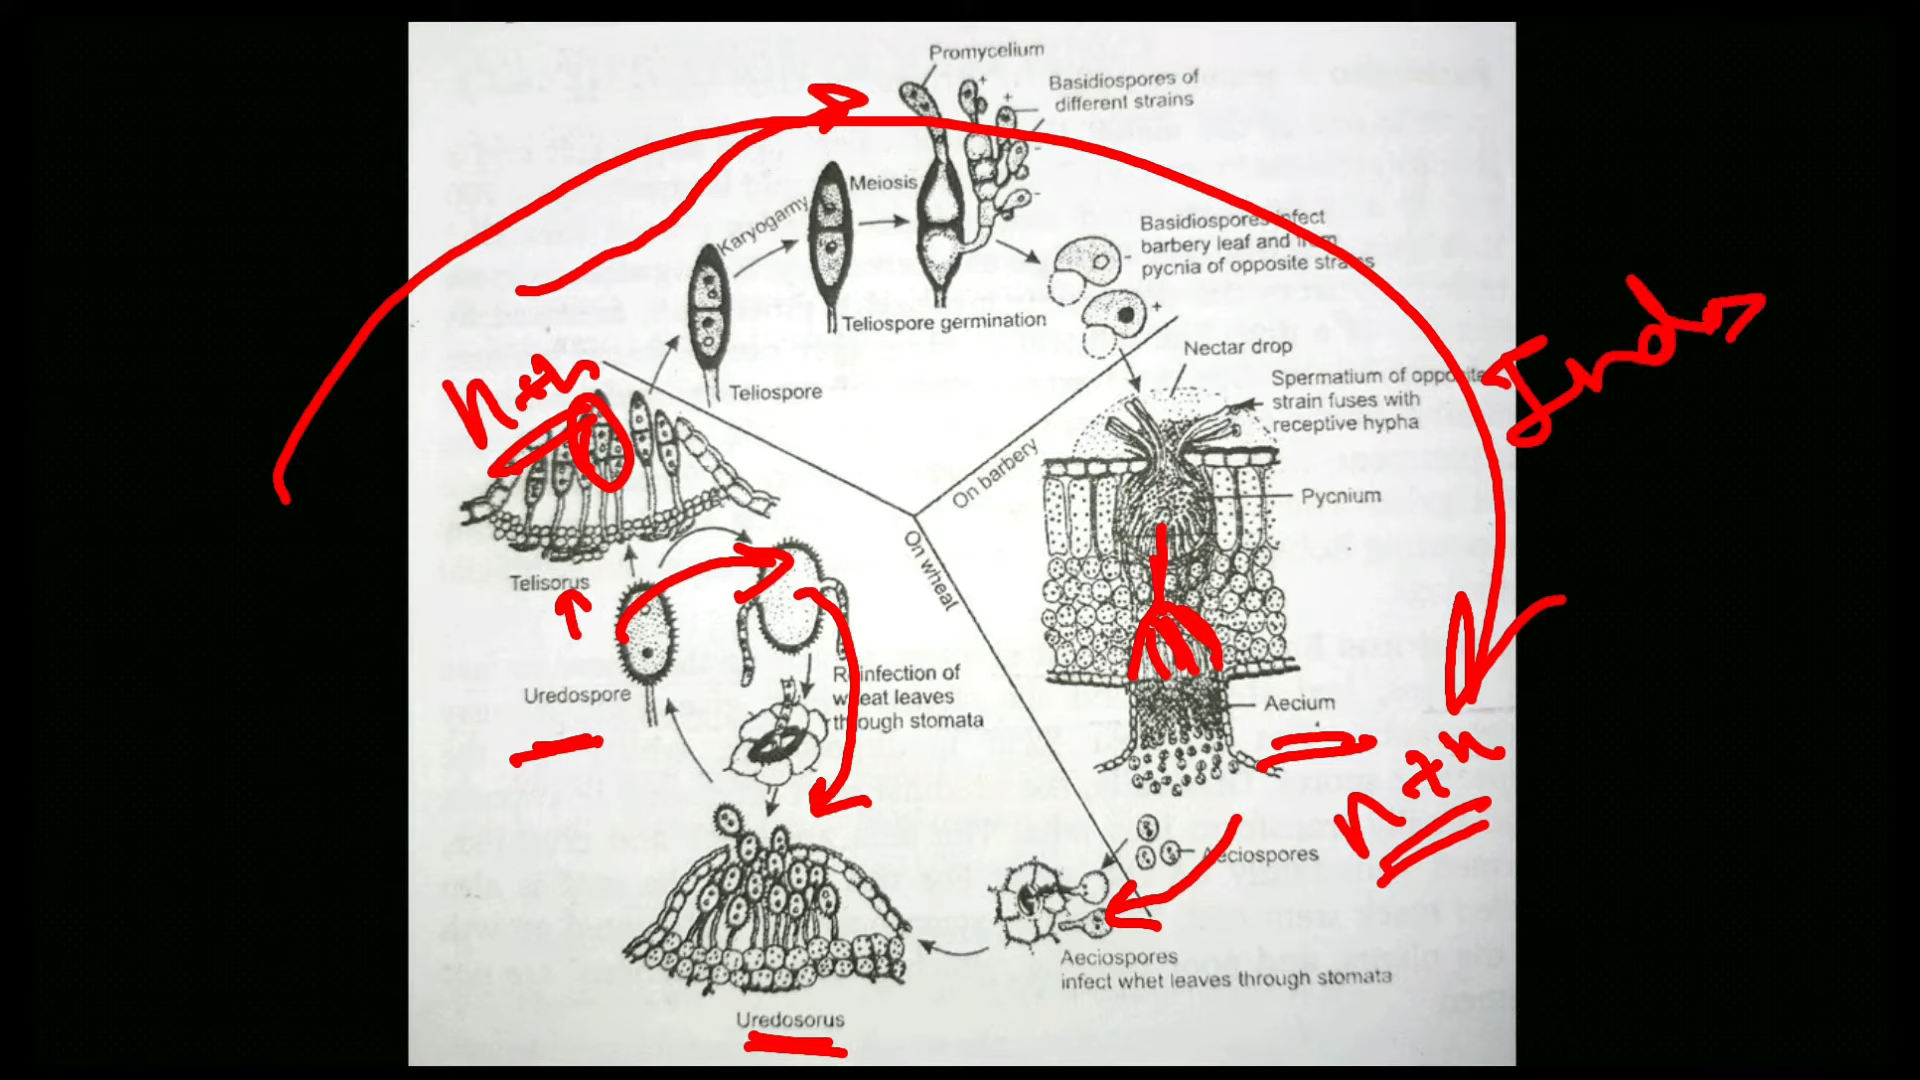 Promycelium
Basidiospores of
different strains
Meiosis
Karyogamy
Basidiospores infect
barbery leaf and from
pycnia of opposite strains
Teliospore germination
Teliospore
Nectar drop
Spermatium of opposite
strain fuses with
receptive hypha
n+n
Pycnium
On barbery
On wheat
Telisorus
Uredospore
Reinfection of
wheat leaves
through stomata
Aecium
n+n
Aeciospores
Aeciospores
infect whet leaves through stomata
Uredosorus